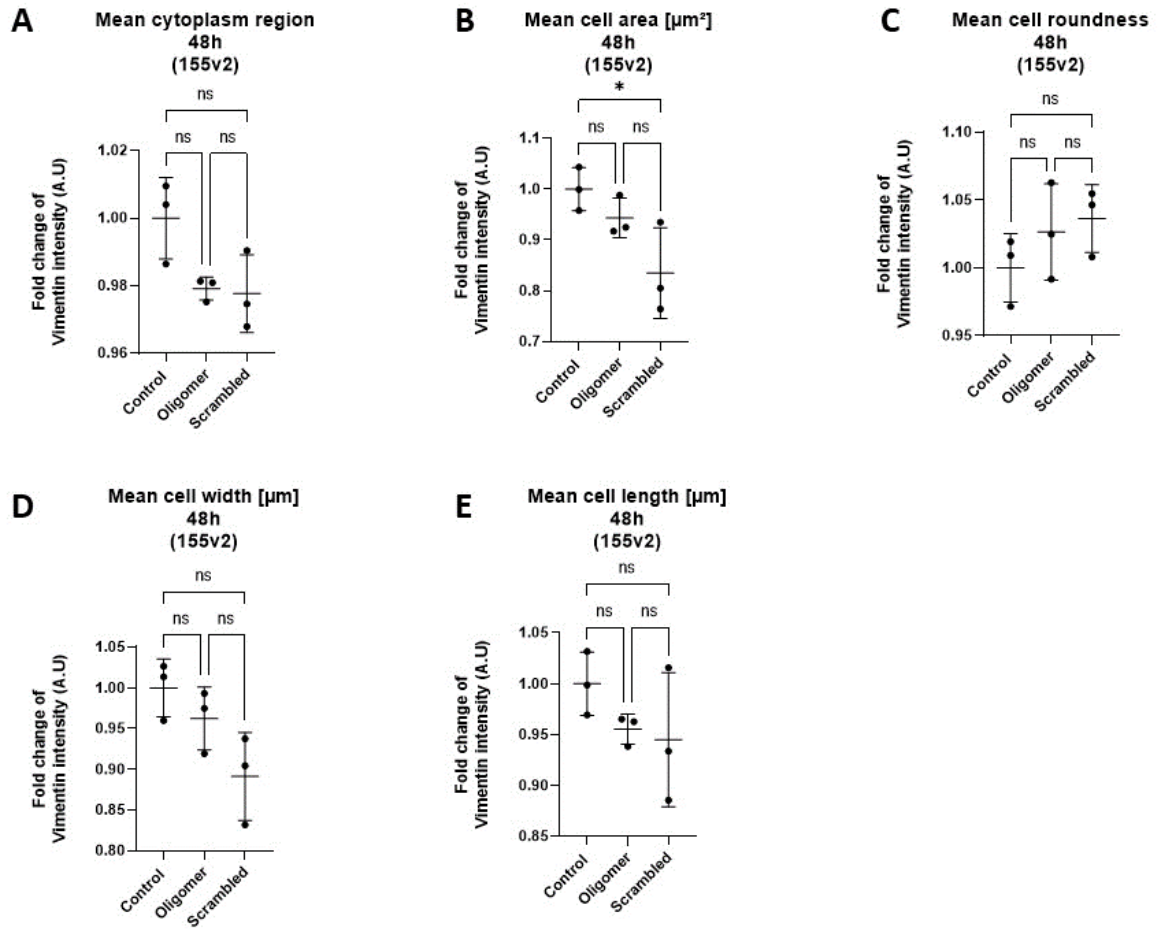 A
Mean cytoplasm region
48h
(155v2)
ns
ns
ns
Fold change of
Vimentin intensity (A.U)
1.02
1.00
0.98
0.96
Control
Oligomer
Scrambled
B
Mean cell area [µm²]
48h
(155v2)
*
ns
ns
Fold change of
Vimentin intensity (A.U)
1.1
1.0
0.9
0.8
0.7
Control
Oligomer
Scrambled
C
Mean cell roundness
48h
(155v2)
ns
ns
ns
Fold change of
Vimentin intensity (A.U)
1.10
1.05
1.00
0.95
Control
Oligomer
Scrambled
D
Mean cell width [µm]
48h
(155v2)
ns
ns
ns
Fold change of
Vimentin intensity (A.U)
1.05
1.00
0.95
0.90
0.85
0.80
Control
Oligomer
Scrambled
E
Mean cell length [µm]
48h
(155v2)
ns
ns
ns
Fold change of
Vimentin intensity (A.U)
1.05
1.00
0.95
0.90
0.85
Control
Oligomer
Scrambled